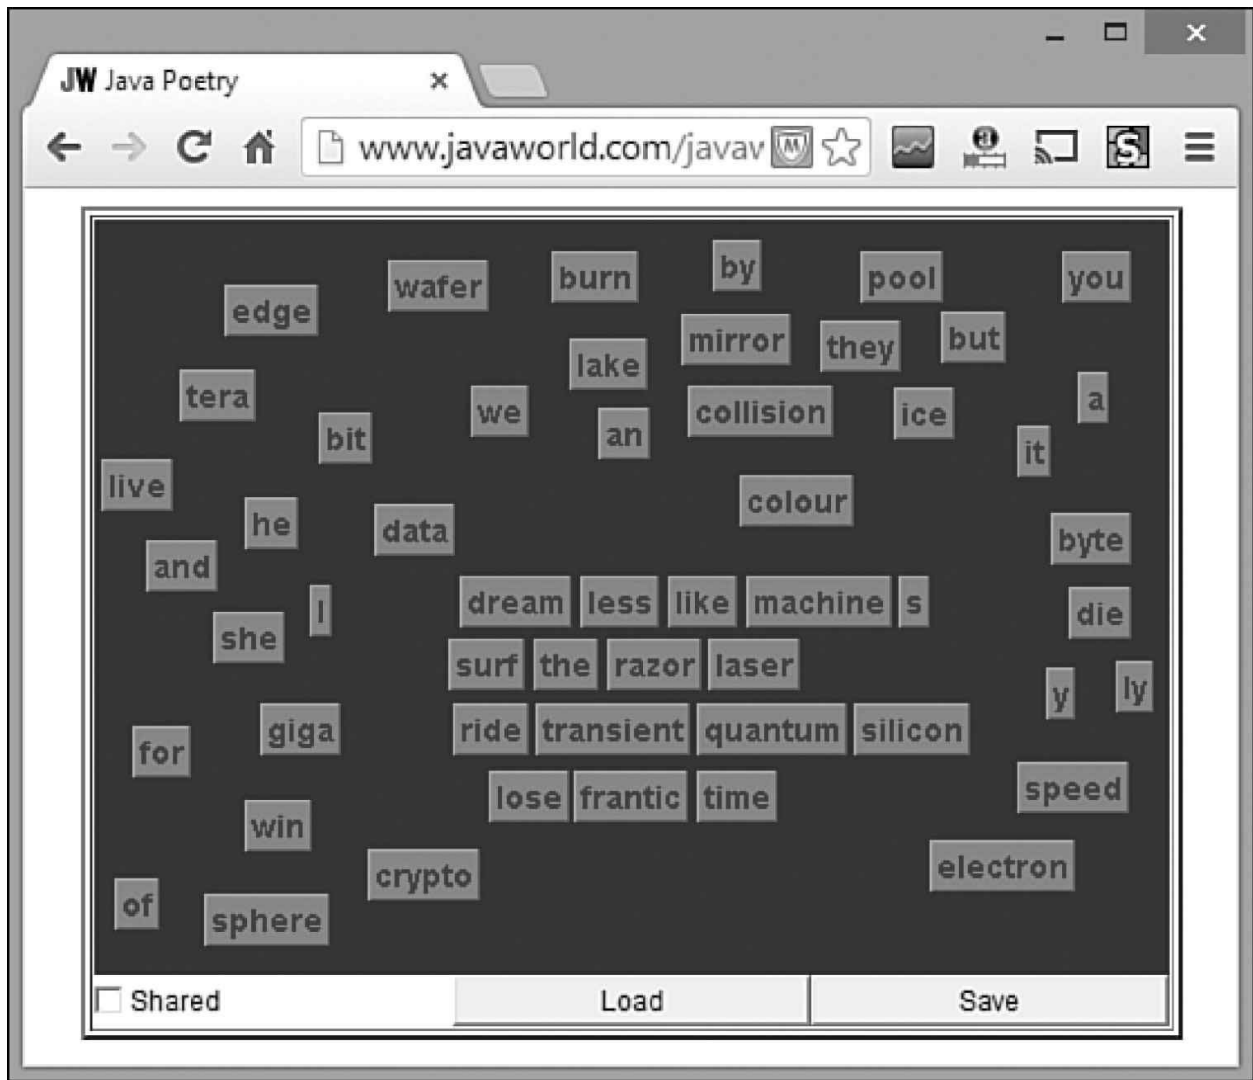 JW Java Poetry
www.javaworld.com/javav
by
wafer burn pool you
edge
mirror they but
lake
tera we collision ice a
bit an it
live colour
he data byte
and
dream less like machine s
I die
she
surf the razor laser
y ly
giga ride transient quantum silicon
for
lose frantic time speed
win
crypto electron
of sphere
Shared Load Save